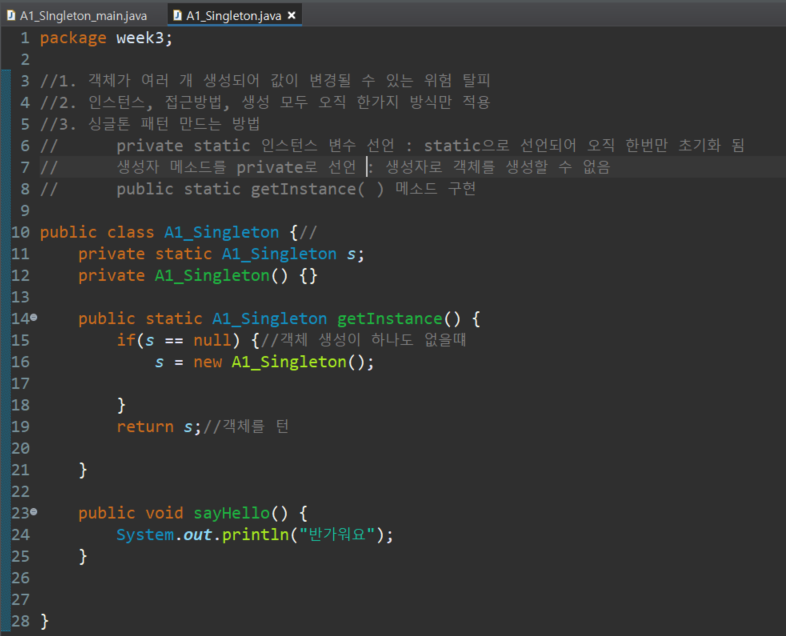 A1_SIngleton_main.java A1_Singleton.java
1 package week3;
2
3 //1. 객체가 여러 개 생성되어 값이 변경될 수 있는 위험 탈피
4 //2. 인스턴스, 접근방법, 생성 모두 오직 한가지 방식만 적용
5 //3. 싱글톤 패턴 만드는 방법
6 // private static 인스턴스 변수 선언 : static으로 선언되어 오직 한번만 초기화 됨
7 // 생성자 메소드를 private로 선언 : 생성자로 객체를 생성할 수 없음
8 // public static getInstance( ) 메소드 구현
9
10 public class A1_Singleton {//
11 private static A1_Singleton s;
12 private A1_Singleton() {}
13
14 public static A1_Singleton getInstance() {
15 if(s == null) {//객체 생성이 하나도 없을때
16 s = new A1_Singleton();
17
18 }
19 return s;//객체를 턴
20
21 }
22
23 public void sayHello() {
24 System.out.println("반가워요");
25 }
26
27
28 }